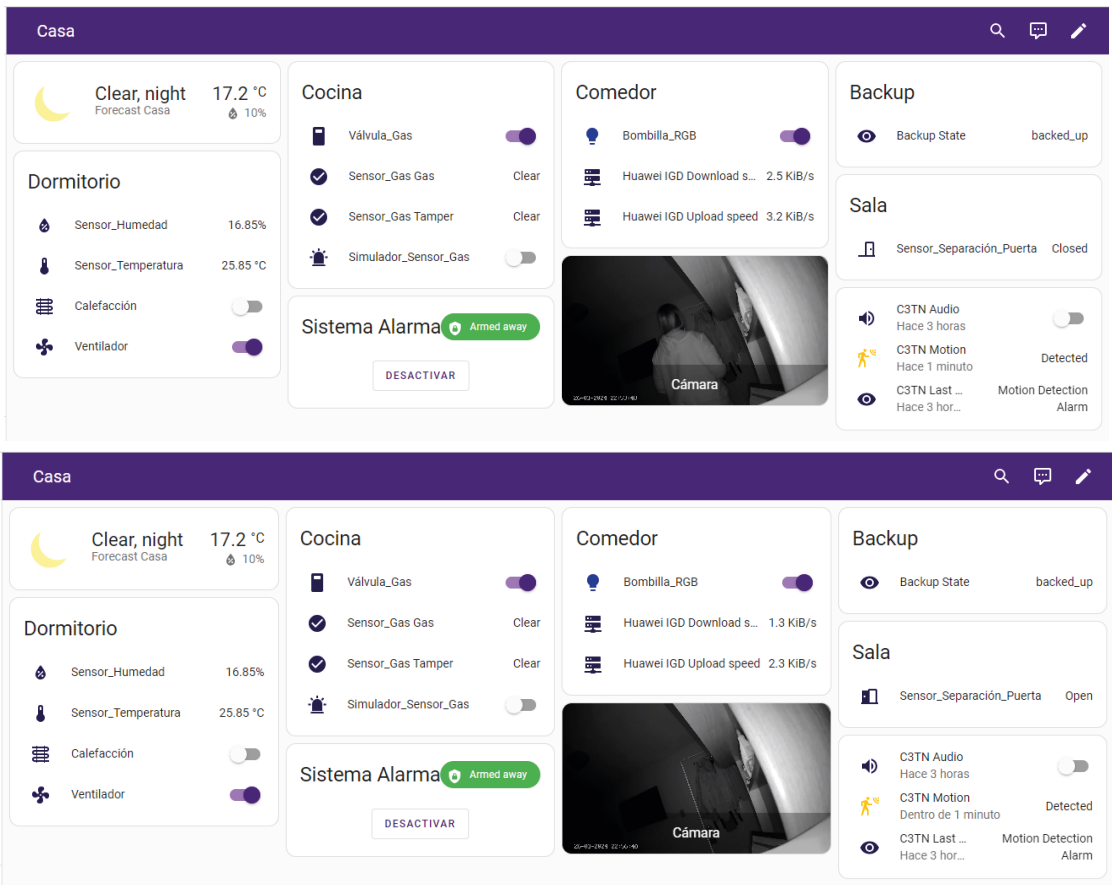 Casa
Clear, night
17.2 °C
Forecast Casa
10%
Dormitorio
Sensor_Humedad 16.85%
Sensor_Temperatura 25.85 °C
Calefacción
Ventilador
Cocina
Válvula_Gas
Sensor_Gas Gas Clear
Sensor_Gas Tamper Clear
Simulador_Sensor_Gas
Sistema Alarma Armed away
DESACTIVAR
Comedor
Bombilla_RGB
Huawei IGD Download s... 2.5 KiB/s
Huawei IGD Upload speed 3.2 KiB/s
Cámara
Backup
Backup State backed_up
Sala
Sensor_Separación_Puerta Closed
C3TN Audio
Hace 3 horas
C3TN Motion
Hace 1 minuto
Detected
C3TN Last ...
Hace 3 hor...
Motion Detection
Alarm
Casa
Clear, night
17.2 °C
Forecast Casa
10%
Dormitorio
Sensor_Humedad 16.85%
Sensor_Temperatura 25.85 °C
Calefacción
Ventilador
Cocina
Válvula_Gas
Sensor_Gas Gas Clear
Sensor_Gas Tamper Clear
Simulador_Sensor_Gas
Sistema Alarma Armed away
DESACTIVAR
Comedor
Bombilla_RGB
Huawei IGD Download s... 1.3 KiB/s
Huawei IGD Upload speed 2.3 KiB/s
Cámara
Backup
Backup State backed_up
Sala
Sensor_Separación_Puerta Open
C3TN Audio
Hace 3 horas
C3TN Motion
Dentro de 1 minuto
Detected
C3TN Last ...
Hace 3 hor...
Motion Detection
Alarm